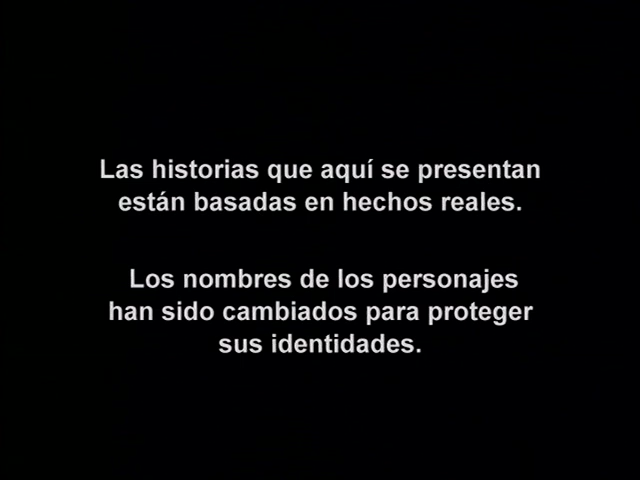 Las historias que aquí se presentan
están basadas en hechos reales.
Los nombres de los personajes
han sido cambiados para proteger
sus identidades.